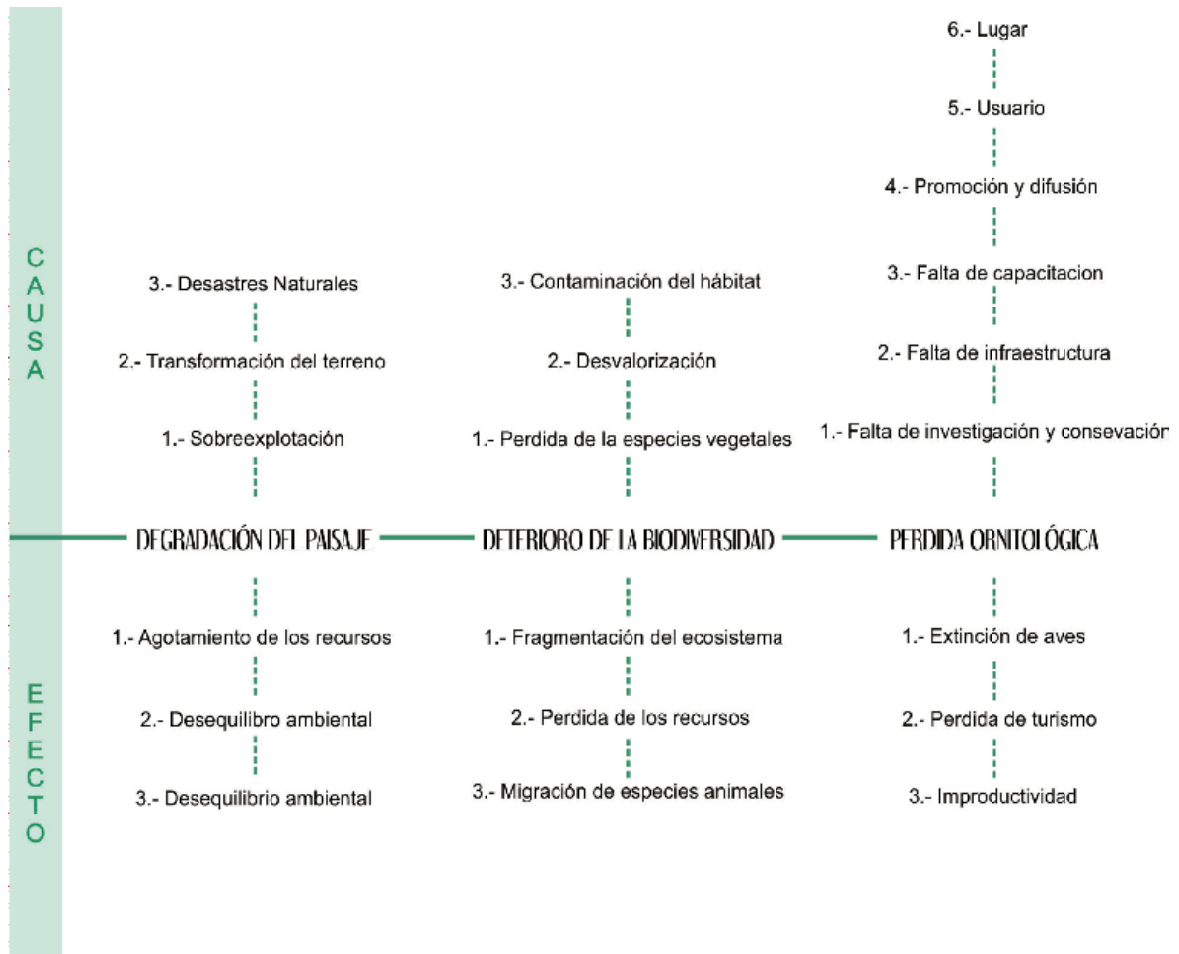 CAUSA
6.- Lugar
5.- Usuario
4.- Promoción y difusión
3.- Desastres Naturales
3.- Contaminación del hábitat
3.- Falta de capacitacion
2.- Transformación del terreno
2.- Desvalorización
2.- Falta de infraestructura
1.- Sobreexplotación
1.- Perdida de la especies vegetales
1.- Falta de investigación y consevación
DEGRADACIÓN DEL PAISAJE
DETERIORO DE LA BIODIVERSIDAD
PERDIDA ORNITOLÓGICA
EFECTO
1.- Agotamiento de los recursos
1.- Fragmentación del ecosistema
1.- Extinción de aves
2.- Desequilibro ambiental
2.- Perdida de los recursos
2.- Perdida de turismo
3.- Desequilibrio ambiental
3.- Migración de especies animales
3.- Improductividad